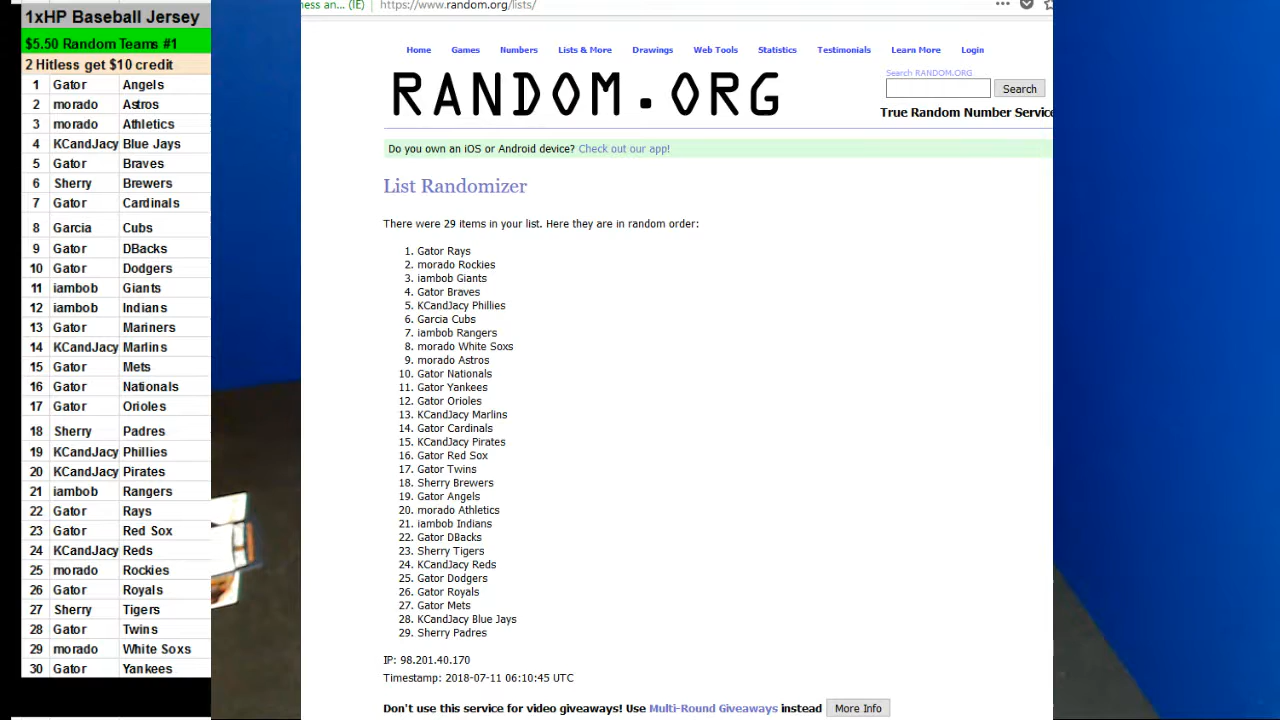 1xHP Baseball Jersey
$5.50 Random Teams #1
2 Hitless get $10 credit
1 Gator Angels
2 morado Astros
3 morado Athletics
4 KCandJacy Blue Jays
5 Gator Braves
6 Sherry Brewers
7 Gator Cardinals
8 Garcia Cubs
9 Gator DBacks
10 Gator Dodgers
11 iambob Giants
12 iambob Indians
13 Gator Mariners
14 KCandJacy Marlins
15 Gator Mets
16 Gator Nationals
17 Gator Orioles
18 Sherry Padres
19 KCandJacy Phillies
20 KCandJacy Pirates
21 iambob Rangers
22 Gator Rays
23 Gator Red Sox
24 KCandJacy Reds
25 morado Rockies
26 Gator Royals
27 Sherry Tigers
28 Gator Twins
29 morado White Soxs
30 Gator Yankees
ness an... (IE) https://www.random.org/lists/
Home Games Numbers Lists & More Drawings Web Tools Statistics Testimonials Learn More Login
RANDOM.ORG
Search RANDOM.ORG
Search
True Random Number Service
Do you own an iOS or Android device? Check out our app!
List Randomizer
There were 29 items in your list. Here they are in random order:
1. Gator Rays
2. morado Rockies
3. iambob Giants
4. Gator Braves
5. KCandJacy Phillies
6. Garcia Cubs
7. iambob Rangers
8. morado White Soxs
9. morado Astros
10. Gator Nationals
11. Gator Yankees
12. Gator Orioles
13. KCandJacy Marlins
14. Gator Cardinals
15. KCandJacy Pirates
16. Gator Red Sox
17. Gator Twins
18. Sherry Brewers
19. Gator Angels
20. morado Athletics
21. iambob Indians
22. Gator DBacks
23. Sherry Tigers
24. KCandJacy Reds
25. Gator Dodgers
26. Gator Royals
27. Gator Mets
28. KCandJacy Blue Jays
29. Sherry Padres
IP: 98.201.40.170
Timestamp: 2018-07-11 06:10:45 UTC
Don't use this service for video giveaways! Use Multi-Round Giveaways instead More Info